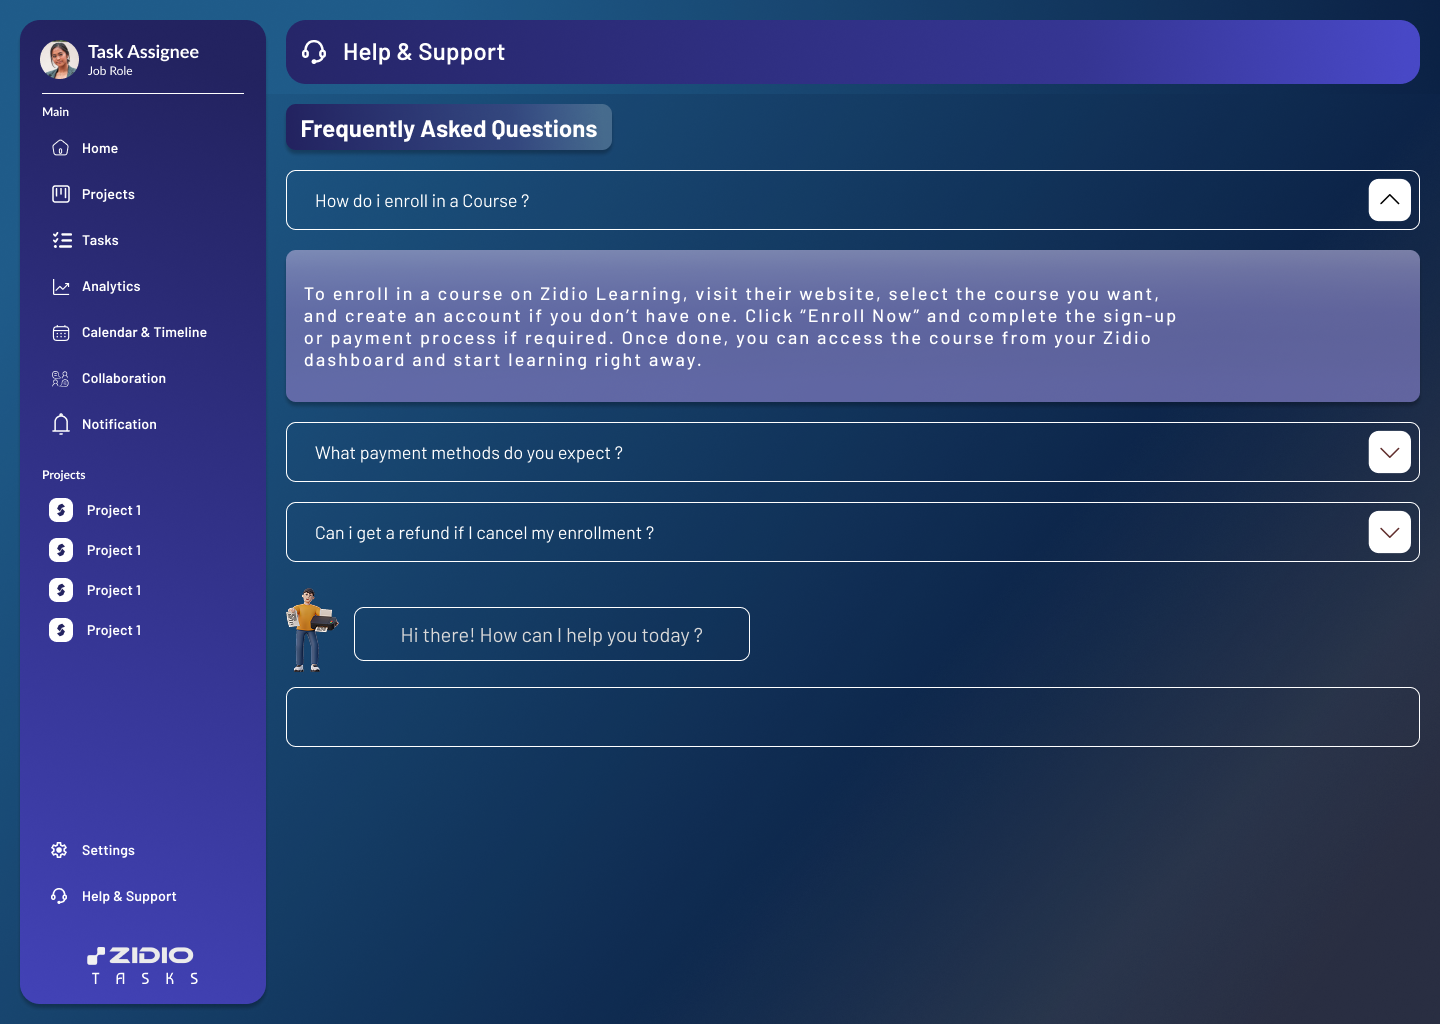 Task Assignee
Job Role
Main
Home
Projects
Tasks
Analytics
Calendar & Timeline
Collaboration
Notification
Projects
Project 1
Project 1
Project 1
Project 1
Settings
Help & Support
ZIDIO
TASKS
Help & Support
Frequently Asked Questions
How do i enroll in a Course ?
To enroll in a course on Zidio Learning, visit their website, select the course you want,
and create an account if you don’t have one. Click “Enroll Now” and complete the sign-up
or payment process if required. Once done, you can access the course from your Zidio
dashboard and start learning right away.
What payment methods do you expect ?
Can i get a refund if I cancel my enrollment ?
Hi there! How can I help you today ?